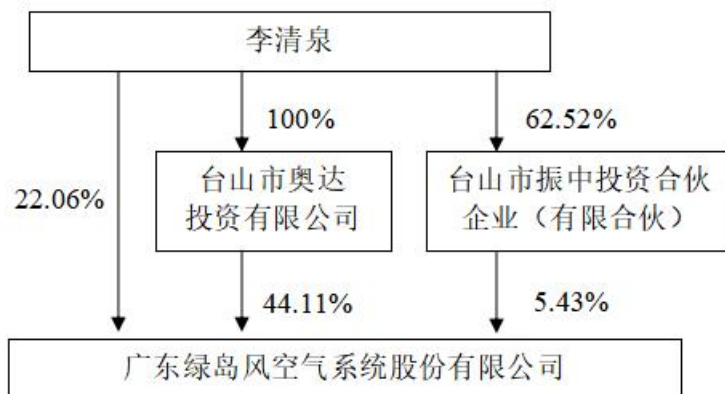 李清泉
100%
62.52%
22.06%
台山市奥达
投资有限公司
台山市振中投资合伙
企业（有限合伙）
44.11%
5.43%
广东绿岛风空气系统股份有限公司